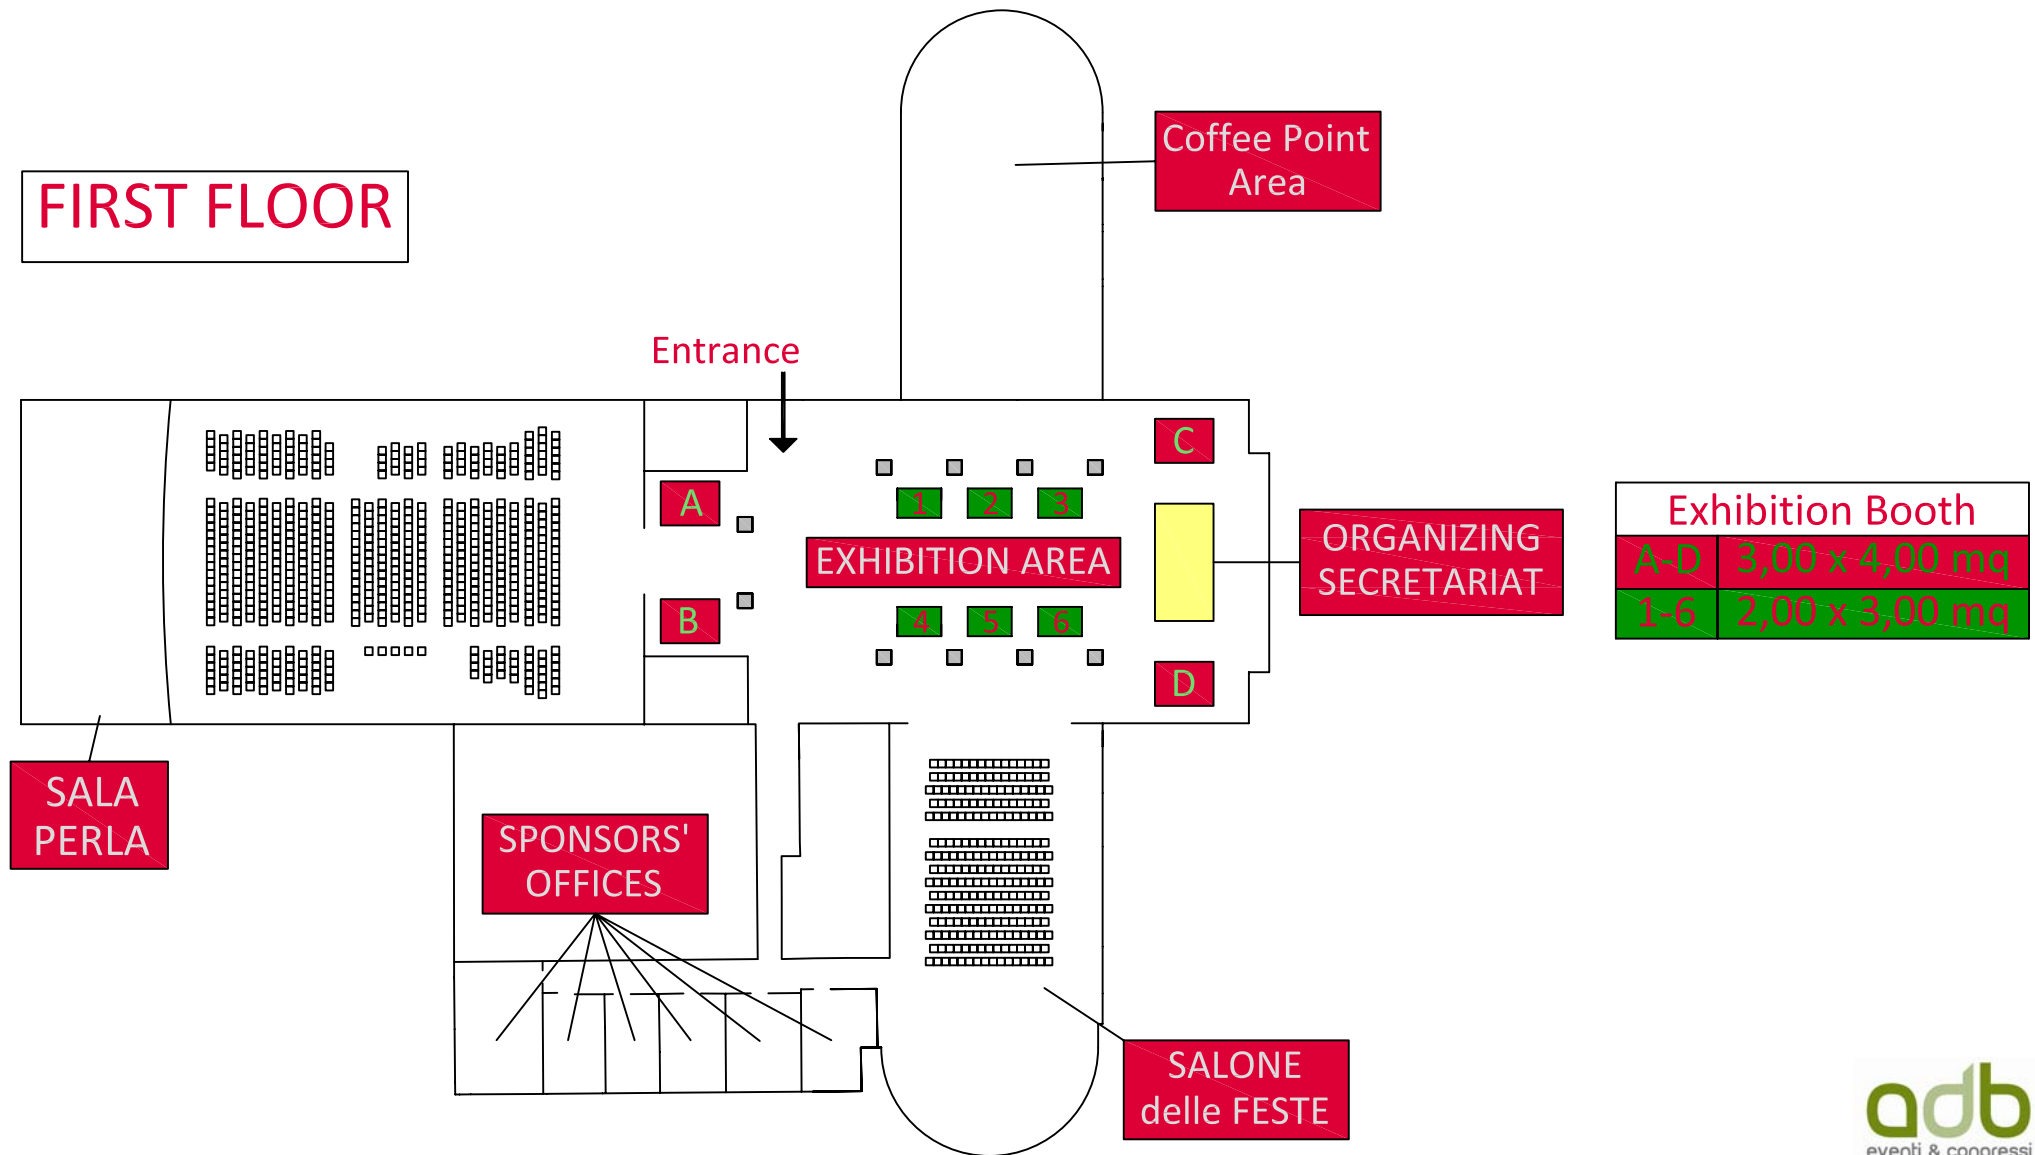 Coffee Point
Area
FIRST FLOOR
Entrance
C
A
1
2
3
EXHIBITION AREA
ORGANIZING
SECRETARIAT
Exhibition Booth
A-D 3,00 x 4,00 mq
1-6 2,00 x 3,00 mq
B
4
5
6
D
SALA
PERLA
SPONSORS'
OFFICES
SALONE
delle FESTE
adb
eventi & congressi